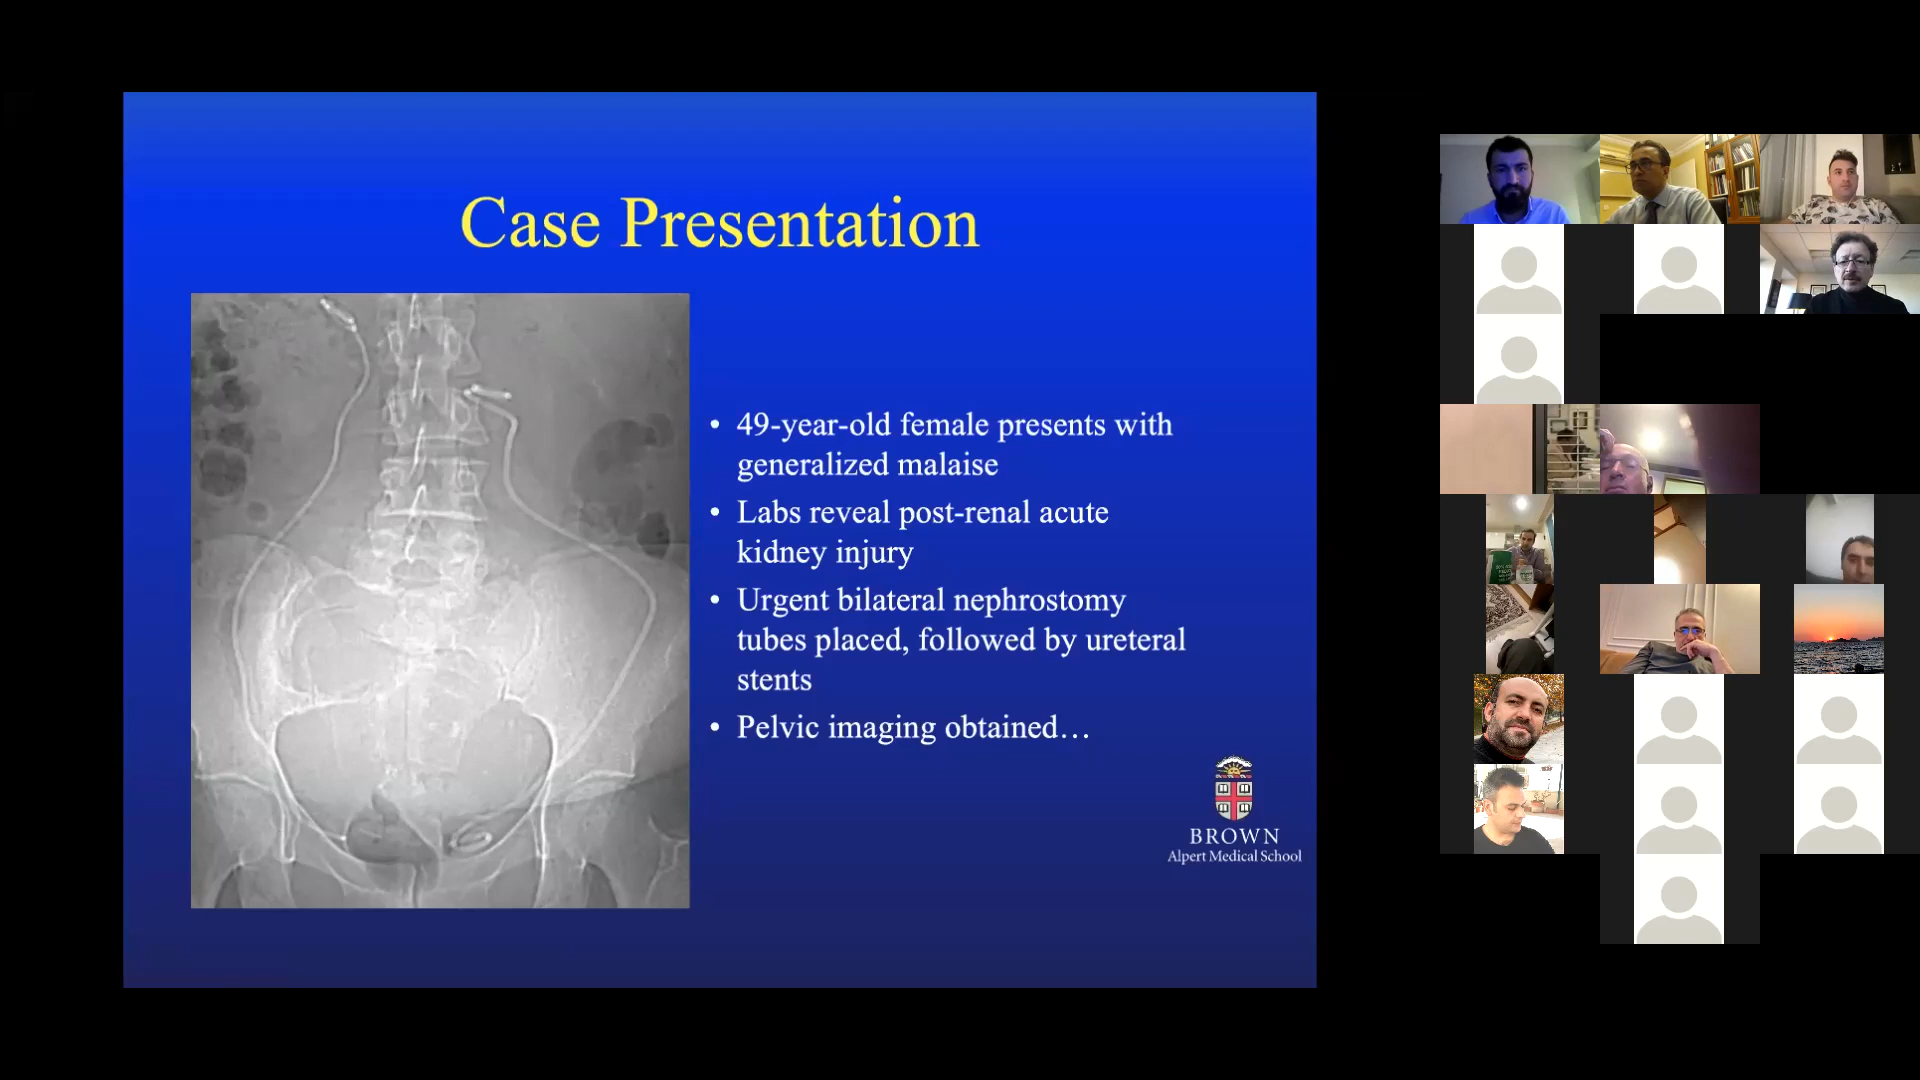 Case Presentation
• 49-year-old female presents with
generalized malaise
• Labs reveal post-renal acute
kidney injury
• Urgent bilateral nephrostomy
tubes placed, followed by ureteral
stents
• Pelvic imaging obtained…
BROWN
Alpert Medical School